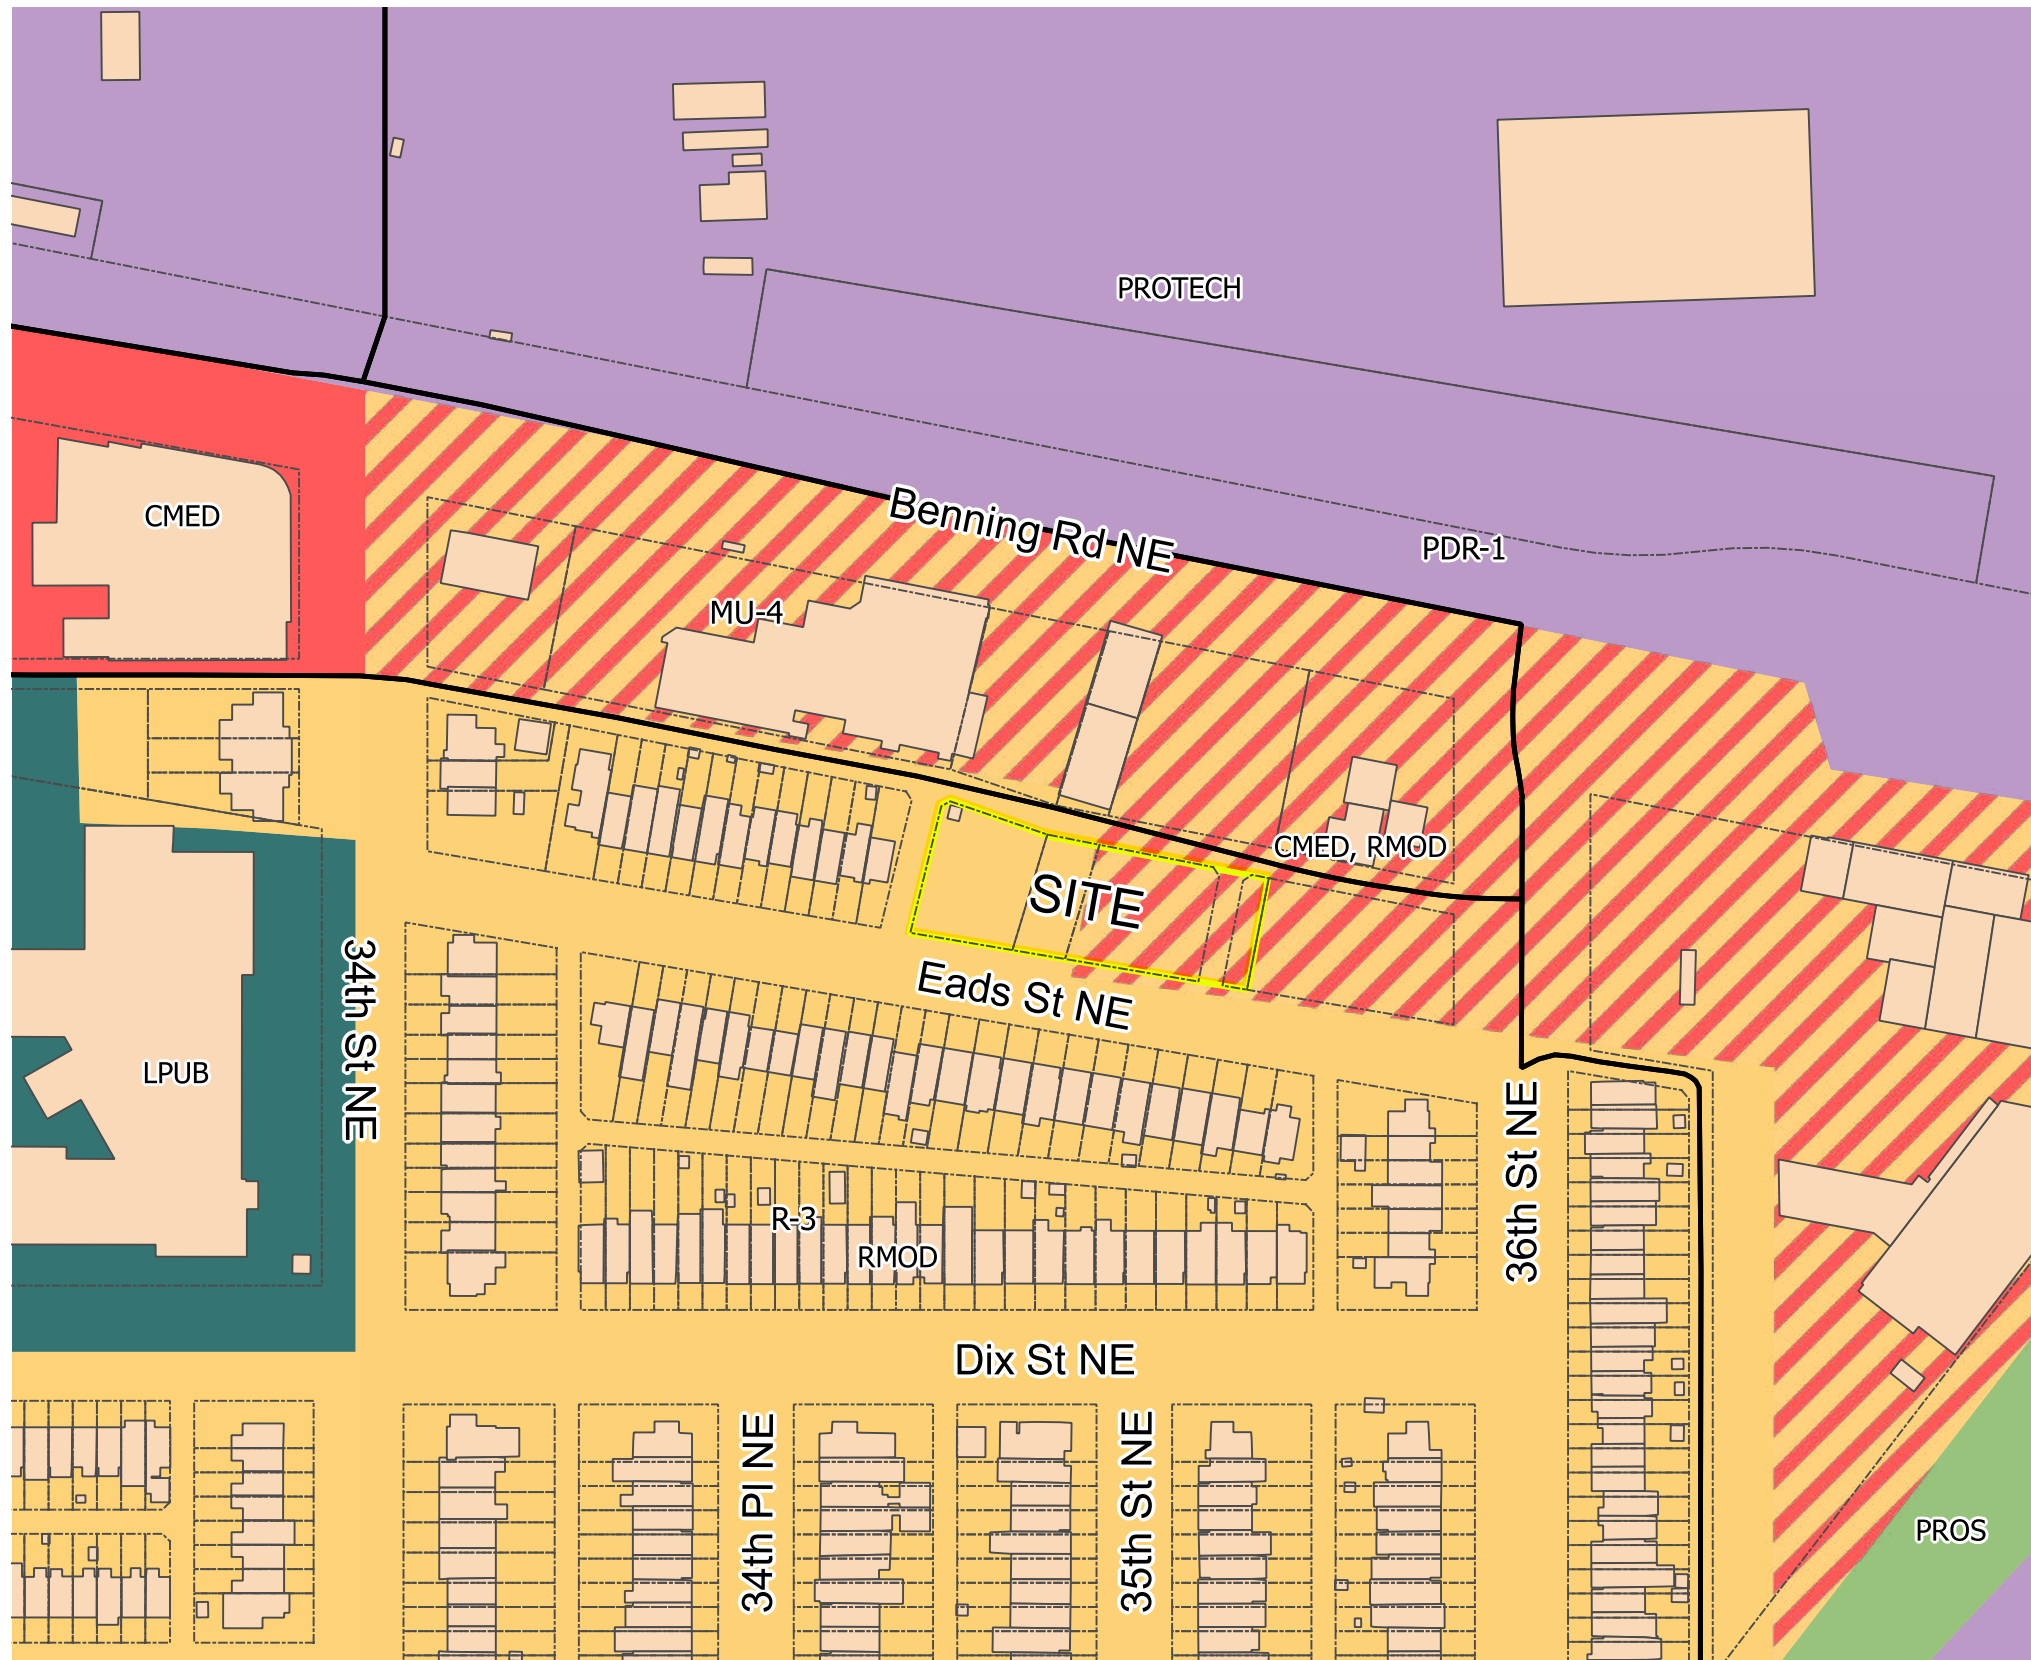 PROTECH
CMED
Benning Rd NE
PDR-1
MU-4
CMED, RMOD
SITE
34th St NE
Eads St NE
LPUB
36th St NE
R-3
RMOD
Dix St NE
34th Pl NE
35th St NE
PROS